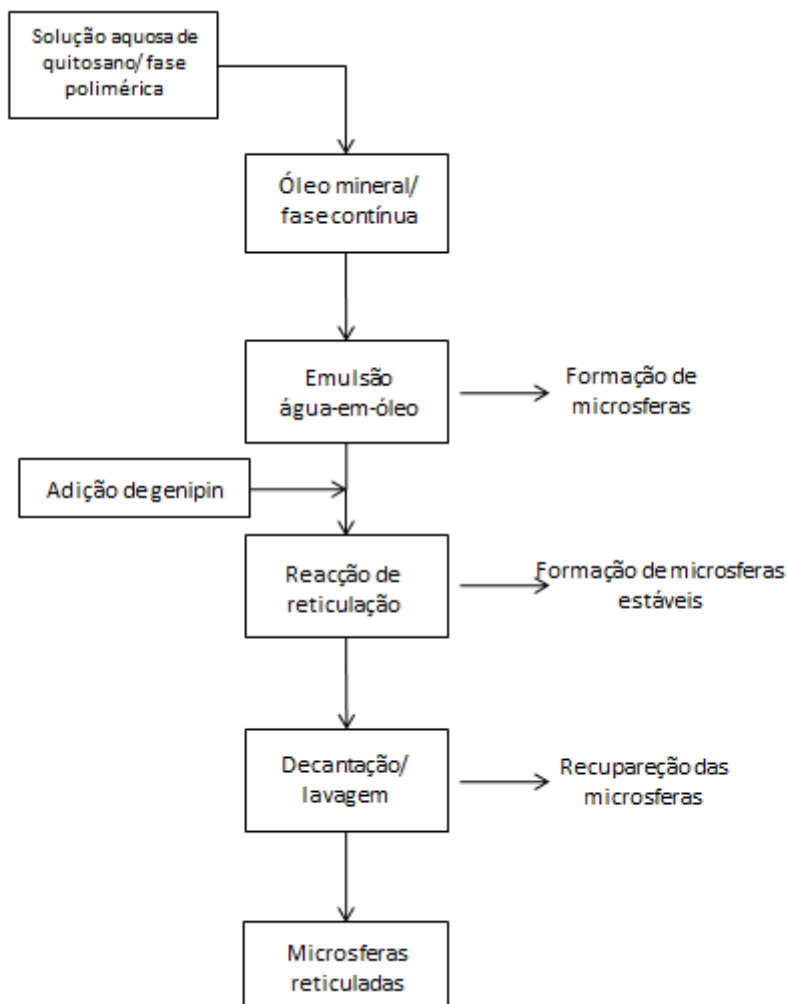 Solução aquosa de
quitosano/ fase
polimérica
Óleo mineral/
fase contínua
Emulsão
água-em-óleo
Formação de
microsferas
Adição de genipin
Reacção de
reticulação
Formação de microsferas
estáveis
Decantação/
lavagem
Recupareção das
microsferas
Microsferas
reticuladas